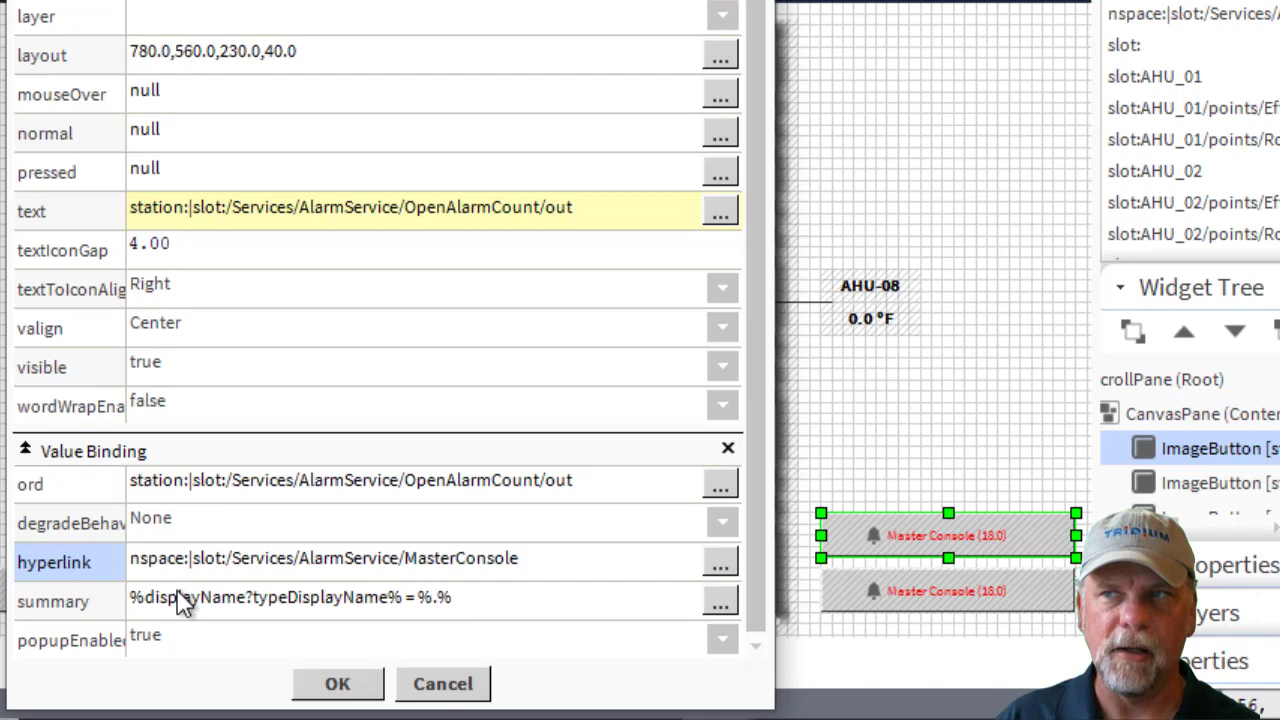 layer
layout 780.0,560.0,230.0,40.0 ...
mouseOver null ...
normal null ...
pressed null ...
text station:|slot:/Services/AlarmService/OpenAlarmCount/out ...
textIconGap 4.00
textToIconAlig Right
valign Center
visible true
wordWrapEna false
Value Binding
ord station:|slot:/Services/AlarmService/OpenAlarmCount/out ...
degradeBehav None
hyperlink nspace:|slot:/Services/AlarmService/MasterConsole ...
summary %displayName?typeDisplayName% = %.% ...
popupEnabled true
OK Cancel
AHU-08
0.0 °F
Master Console (18.0)
Master Console (18.0)
nspace:|slot:/Services/A
slot:
slot:AHU_01
slot:AHU_01/points/Ef
slot:AHU_01/points/Ro
slot:AHU_02
slot:AHU_02/points/Ef
slot:AHU_02/points/Ro
Widget Tree
crollPane (Root)
CanvasPane (Conten
ImageButton [s
ImageButton [s
TRIDIUM
operties
yers
perties
56,